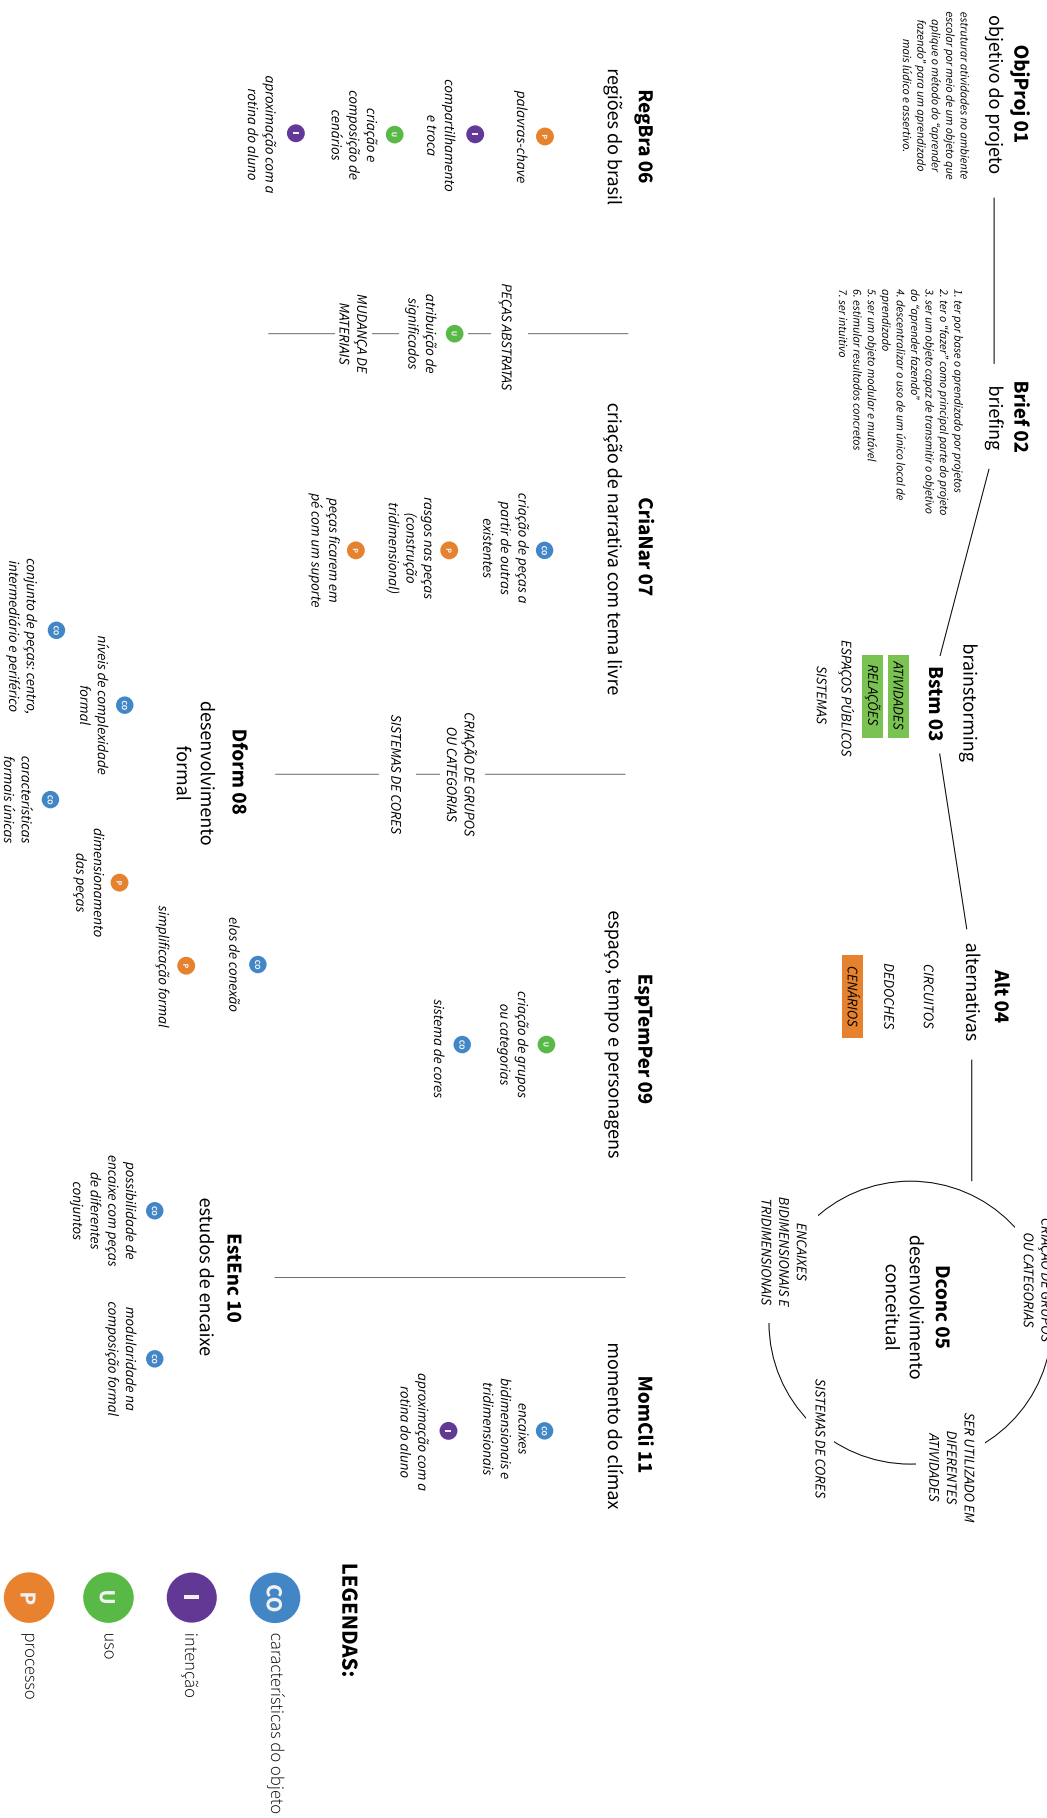 ObjProj 01
objetivo do projeto
estruturar atividades no ambiente
escolar por meio de um objeto que
aplique o método do "aprender
fazendo" para um aprendizado
mais lúdico e assertivo.
Brief 02
briefing
1. ter por base o aprendizado por projetos
2. ter o "fazer" como principal parte do projeto
3. ser um objeto capaz de transmitir o objetivo
do "aprender fazendo"
4. descentralizar o uso de um único local de
aprendizado
5. ser um objeto modular e mutável
6. estimular resultados concretos
7. ser intuitivo
brainstorming
Bstm 03
ATIVIDADES
RELAÇÕES
ESPAÇOS PÚBLICOS
SISTEMAS
Alt 04
alternativas
CIRCUITOS
DEDOCHES
CENÁRIOS
CRIAÇÃO DE GRUPOS
OU CATEGORIAS
Dconc 05
desenvolvimento
conceitual
ENCAIXES
BIDIMENSIONAIS E
TRIDIMENSIONAIS
SER UTILIZADO EM
DIFERENTES
ATIVIDADES
SISTEMAS DE CORES
RegBra 06
regiões do brasil
P
palavras-chave
I
compartilhamento
e troca
U
criação e
composição de
cenários
I
aproximação com a
rotina do aluno
PEÇAS ABSTRATAS
U
atribuição de
significados
MUDANÇA DE
MATERIAIS
CriaNar 07
criação de narrativa com tema livre
CO
criação de peças a
partir de outras
existentes
P
rasgos nas peças
(construção
tridimensional)
P
peças ficarem em
pé com um suporte
CRIAÇÃO DE GRUPOS
OU CATEGORIAS
SISTEMAS DE CORES
Dform 08
desenvolvimento
formal
CO
níveis de complexidade
formal
CO
conjunto de peças: centro,
intermediário e periférico
CO
características
formais únicas
P
dimensionamento
das peças
P
simplificação formal
CO
elos de conexão
EspTemPer 09
espaço, tempo e personagens
U
criação de grupos
ou categorias
CO
sistema de cores
EstEnc 10
estudos de encaixe
CO
possibilidade de
encaixe com peças
de diferentes
conjuntos
CO
modularidade na
composição formal
MomCli 11
momento do clímax
CO
encaixes
bidimensionais e
tridimensionais
I
aproximação com a
rotina do aluno
LEGENDAS:
CO características do objeto
I intenção
U uso
P processo